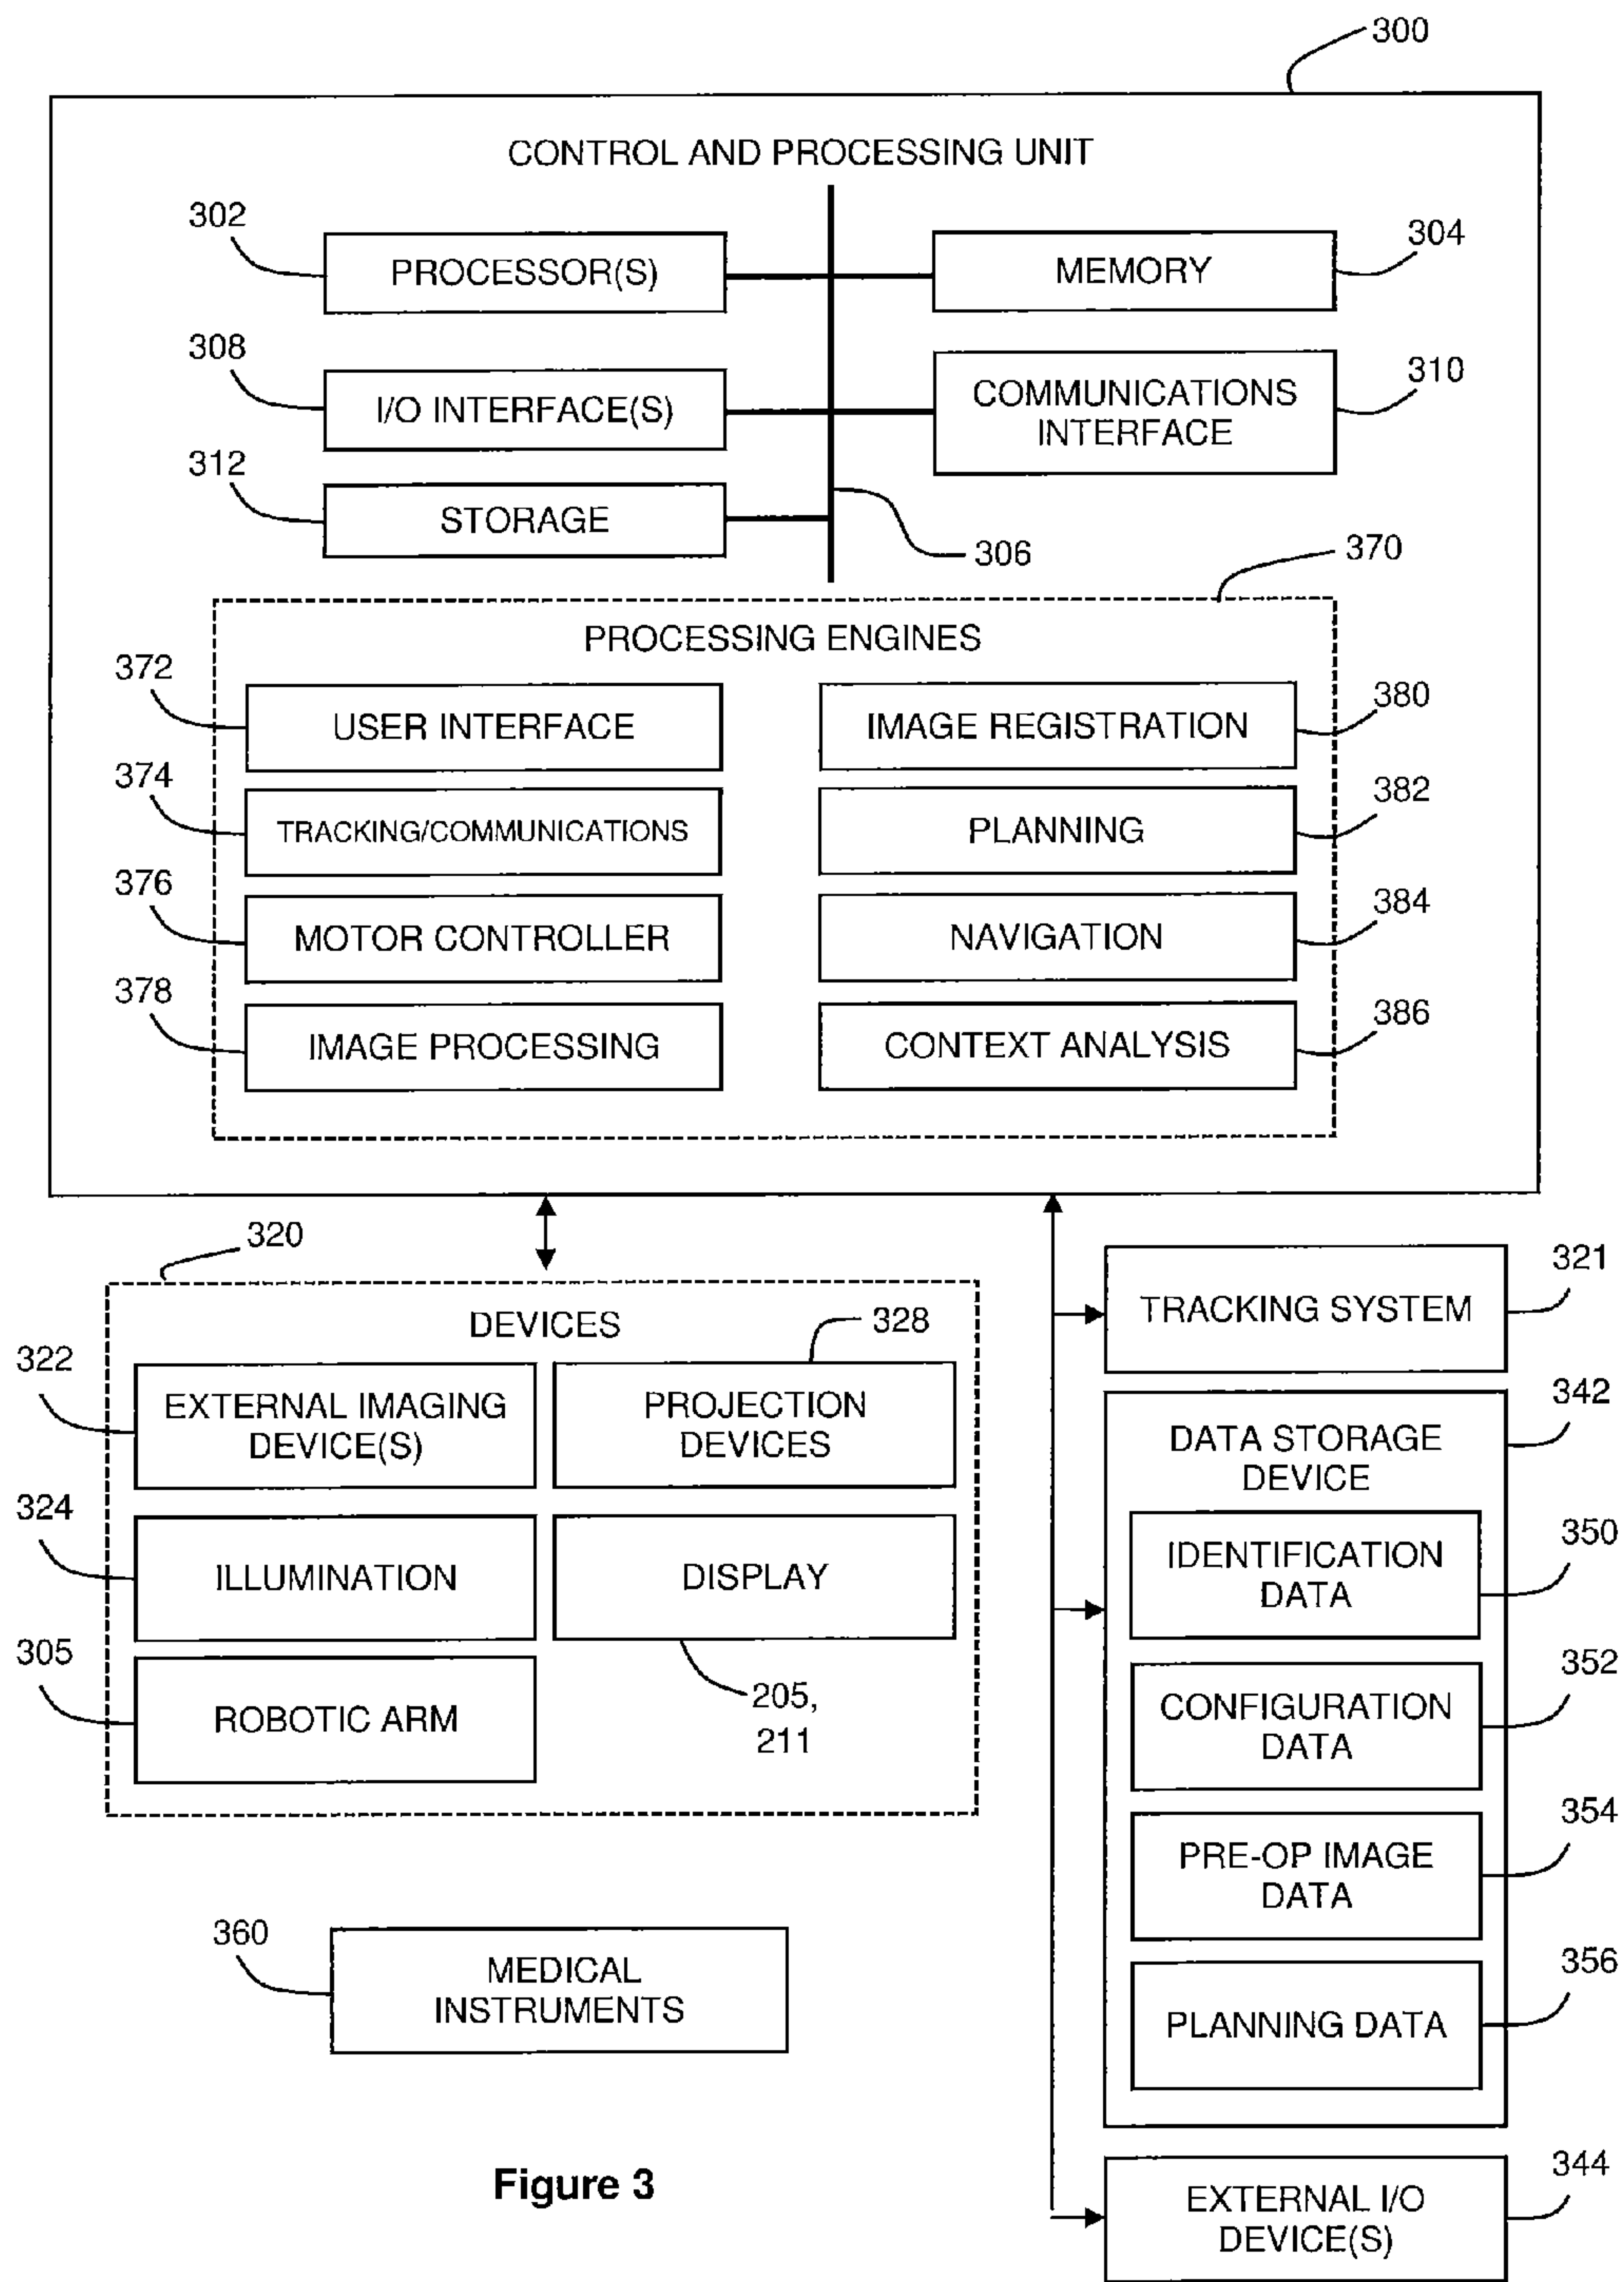 300
CONTROL AND PROCESSING UNIT
302
PROCESSOR(S)
MEMORY
304
308
I/O INTERFACE(S)
COMMUNICATIONS
INTERFACE
310
312
STORAGE
306
370
PROCESSING ENGINES
372
USER INTERFACE
IMAGE REGISTRATION
380
374
TRACKING/COMMUNICATIONS
PLANNING
382
376
MOTOR CONTROLLER
NAVIGATION
384
378
IMAGE PROCESSING
CONTEXT ANALYSIS
386
320
DEVICES
328
322
EXTERNAL IMAGING
DEVICE(S)
PROJECTION
DEVICES
324
ILLUMINATION
DISPLAY
305
ROBOTIC ARM
205,
211
360
MEDICAL
INSTRUMENTS
321
TRACKING SYSTEM
342
DATA STORAGE
DEVICE
350
IDENTIFICATION
DATA
352
CONFIGURATION
DATA
354
PRE-OP IMAGE
DATA
356
PLANNING DATA
344
EXTERNAL I/O
DEVICE(S)
Figure 3